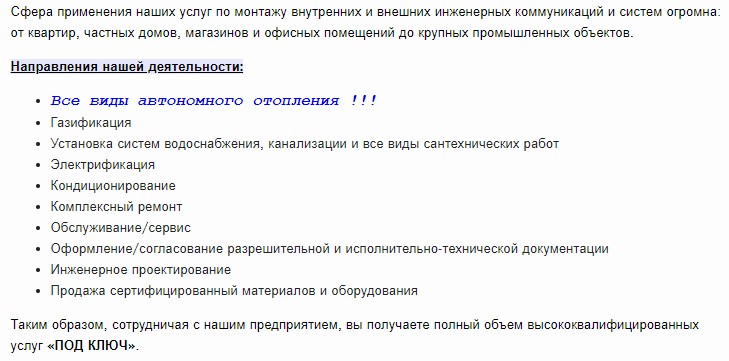 Сфера применения наших услуг по монтажу внутренних и внешних инженерных коммуникаций и систем огромна:
от квартир, частных домов, магазинов и офисных помещений до крупных промышленных объектов.
Направления нашей деятельности:
• Все виды автономного отопления !!!
• Газификация
• Установка систем водоснабжения, канализации и все виды сантехнических работ
• Электрификация
• Кондиционирование
• Комплексный ремонт
• Обслуживание/сервис
• Оформление/согласование разрешительной и исполнительно-технической документации
• Инженерное проектирование
• Продажа сертифицированный материалов и оборудования
Таким образом, сотрудничая с нашим предприятием, вы получаете полный объем высококвалифицированных
услуг «ПОД КЛЮЧ».